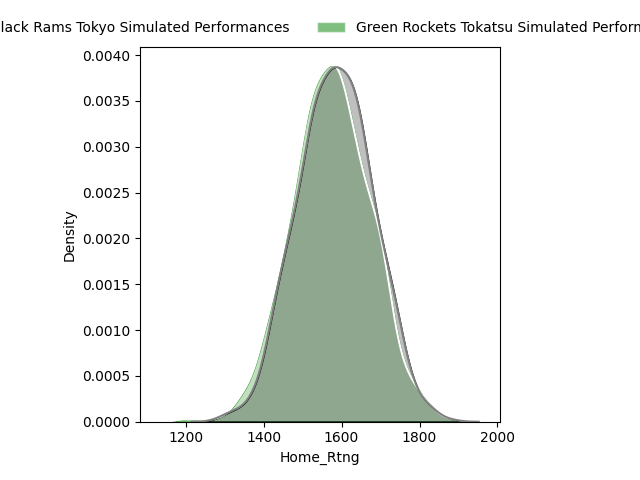 lack Rams Tokyo Simulated Performances
Green Rockets Tokatsu Simulated Perforn
0.0040
0.0035
0.0030
0.0025
0.0020
0.0015
0.0010
0.0005
0.0000
Density
1200 1400 1600 1800 2000
Home_Rtng